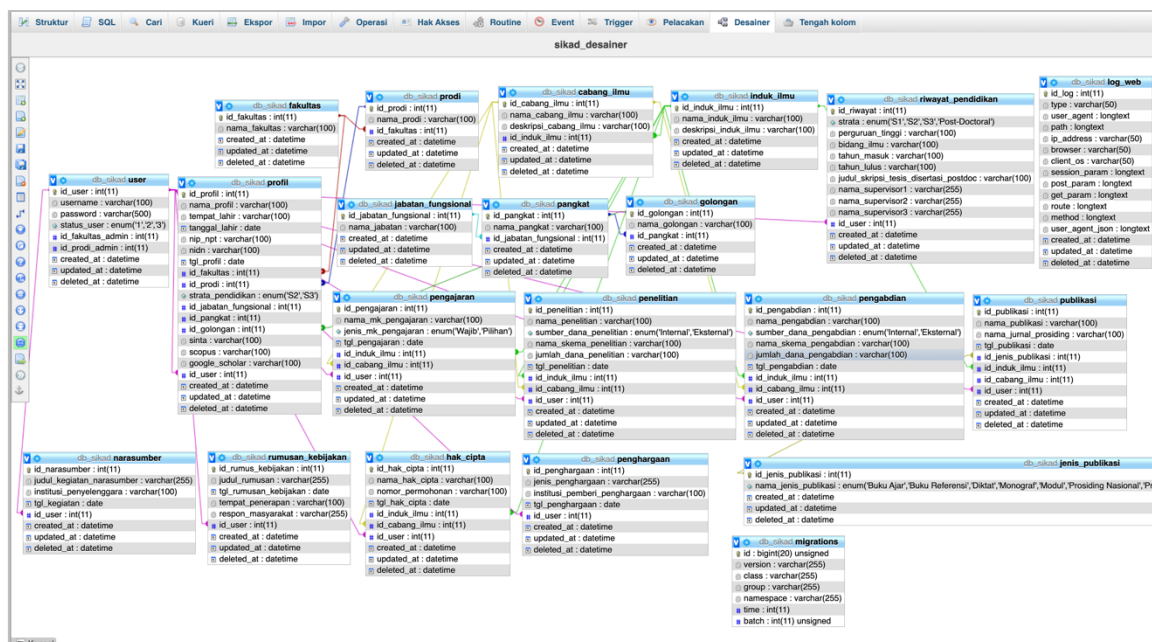 Struktur SQL Cari Kueri Ekspor Impor Operasi Hak Akses Routine Event Trigger Pelacakan Desainer Tengah kolom
sikad_desainer
db_sikad fakultas
id_fakultas : int(11)
nama_fakultas : varchar(100)
created_at : datetime
updated_at : datetime
deleted_at : datetime
db_sikad prodi
id_prodi : int(11)
nama_prodi : varchar(100)
id_fakultas : int(11)
created_at : datetime
updated_at : datetime
deleted_at : datetime
db_sikad cabang_ilmu
id_cabang_ilmu : int(11)
nama_cabang_ilmu : varchar(100)
deskripsi_cabang_ilmu : varchar(100)
id_induk_ilmu : int(11)
created_at : datetime
updated_at : datetime
deleted_at : datetime
db_sikad induk_ilmu
id_induk_ilmu : int(11)
nama_induk_ilmu : varchar(100)
deskripsi_induk_ilmu : varchar(100)
created_at : datetime
updated_at : datetime
deleted_at : datetime
db_sikad riwayat_pendidikan
id_riwayat : int(11)
strata : enum('S1','S2','S3','Post-Doctoral')
perguruan_tinggi : varchar(100)
bidang_ilmu : varchar(100)
tahun_masuk : varchar(100)
tahun_lulus : varchar(100)
judul_skripsi_tesis_disertasi_postdoc : varchar(100)
nama_supervisor1 : varchar(255)
nama_supervisor2 : varchar(255)
nama_supervisor3 : varchar(255)
id_user : int(11)
created_at : datetime
updated_at : datetime
deleted_at : datetime
db_sikad log_web
id_log : int(11)
type : varchar(50)
user_agent : longtext
path : longtext
ip_address : varchar(50)
browser : varchar(50)
client_os : varchar(50)
session_param : longtext
post_param : longtext
get_param : longtext
route : longtext
method : longtext
user_agent_json : longtext
created_at : datetime
updated_at : datetime
deleted_at : datetime
db_sikad user
id_user : int(11)
username : varchar(100)
password : varchar(500)
status_user : enum('1','2','3')
id_fakultas_admin : int(11)
id_prodi_admin : int(11)
created_at : datetime
updated_at : datetime
deleted_at : datetime
db_sikad profil
id_profil : int(11)
nama_profil : varchar(100)
tempat_lahir : varchar(100)
tanggal_lahir : date
nip_npt : varchar(100)
nidn : varchar(100)
tgl_profil : date
id_fakultas : int(11)
id_prodi : int(11)
strata_pendidikan : enum('S2','S3')
id_jabatan_fungsional : int(11)
id_pangkat : int(11)
id_golongan : int(11)
sinta : varchar(100)
scopus : varchar(100)
google_scholar : varchar(100)
id_user : int(11)
created_at : datetime
updated_at : datetime
deleted_at : datetime
db_sikad jabatan_fungsional
id_jabatan_fungsional : int(11)
nama_jabatan : varchar(100)
created_at : datetime
updated_at : datetime
deleted_at : datetime
db_sikad pangkat
id_pangkat : int(11)
nama_pangkat : varchar(100)
id_jabatan_fungsional : int(11)
created_at : datetime
updated_at : datetime
deleted_at : datetime
db_sikad golongan
id_golongan : int(11)
nama_golongan : varchar(100)
id_pangkat : int(11)
created_at : datetime
updated_at : datetime
deleted_at : datetime
db_sikad pengajaran
id_pengajaran : int(11)
nama_mk_pengajaran : varchar(100)
jenis_mk_pengajaran : enum('Wajib','Pilihan')
tgl_pengajaran : date
id_induk_ilmu : int(11)
id_cabang_ilmu : int(11)
id_user : int(11)
created_at : datetime
updated_at : datetime
deleted_at : datetime
db_sikad penelitian
id_penelitian : int(11)
nama_penelitian : varchar(100)
sumber_dana_penelitian : enum('Internal','Eksternal')
nama_skema_penelitian : varchar(100)
jumlah_dana_penelitian : varchar(100)
tgl_penelitian : date
id_induk_ilmu : int(11)
id_cabang_ilmu : int(11)
id_user : int(11)
created_at : datetime
updated_at : datetime
deleted_at : datetime
db_sikad pengabdian
id_pengabdian : int(11)
nama_pengabdian : varchar(100)
sumber_dana_pengabdian : enum('Internal','Eksternal')
nama_skema_pengabdian : varchar(100)
jumlah_dana_pengabdian : varchar(100)
tgl_pengabdian : date
id_induk_ilmu : int(11)
id_cabang_ilmu : int(11)
id_user : int(11)
created_at : datetime
updated_at : datetime
deleted_at : datetime
db_sikad publikasi
id_publikasi : int(11)
nama_publikasi : varchar(100)
nama_jurnal_prosiding : varchar(100)
tgl_publikasi : date
id_jenis_publikasi : int(11)
id_induk_ilmu : int(11)
id_cabang_ilmu : int(11)
id_user : int(11)
created_at : datetime
updated_at : datetime
deleted_at : datetime
db_sikad narasumber
id_narasumber : int(11)
judul_kegiatan_narasumber : varchar(255)
institusi_penyelenggara : varchar(100)
tgl_kegiatan : date
id_user : int(11)
created_at : datetime
updated_at : datetime
deleted_at : datetime
db_sikad rumusan_kebijakan
id_rumus_kebijakan : int(11)
judul_rumusan : varchar(255)
tgl_rumusan_kebijakan : date
tempat_penerapan : varchar(100)
respon_masyarakat : varchar(255)
id_user : int(11)
created_at : datetime
updated_at : datetime
deleted_at : datetime
db_sikad hak_cipta
id_hak_cipta : int(11)
nama_hak_cipta : varchar(100)
nomor_permohonan : varchar(100)
tgl_hak_cipta : date
id_induk_ilmu : int(11)
id_cabang_ilmu : int(11)
id_user : int(11)
created_at : datetime
updated_at : datetime
deleted_at : datetime
db_sikad penghargaan
id_penghargaan : int(11)
jenis_penghargaan : varchar(255)
institusi_pemberi_penghargaan : varchar(100)
tgl_penghargaan : date
id_user : int(11)
created_at : datetime
updated_at : datetime
deleted_at : datetime
db_sikad jenis_publikasi
id_jenis_publikasi : int(11)
nama_jenis_publikasi : enum('Buku Ajar','Buku Referensi','Diktat','Monograf','Modul','Prosiding Nasional','Pr
created_at : datetime
updated_at : datetime
deleted_at : datetime
db_sikad migrations
id : bigint(20) unsigned
version : varchar(255)
class : varchar(255)
group : varchar(255)
namespace : varchar(255)
time : int(11)
batch : int(11) unsigned